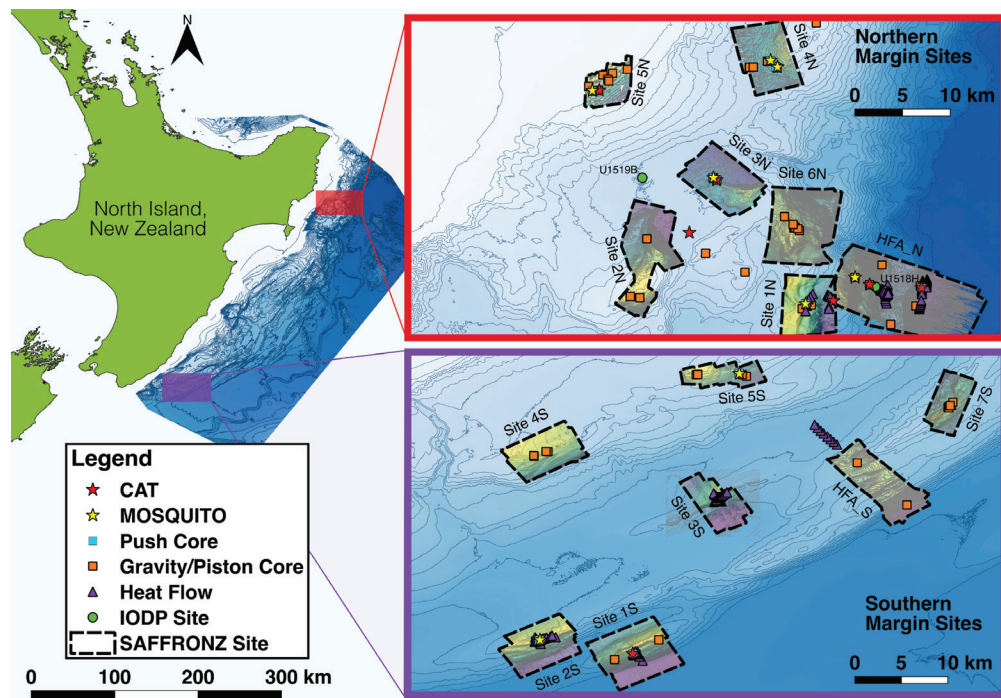 N
North Island,
New Zealand
Legend
CAT
MOSQUITO
Push Core
Gravity/Piston Core
Heat Flow
IODP Site
SAFFRONZ Site
0 100 200 300 km
Northern
Margin Sites
0 5 10 km
Site 5N
Site 4N
U1519B
Site 3N
Site 6N
Site 2N
HFA_N
U1518H
Site 1N
Site 5S
Site 7S
Site 4S
Site 3S
HFA_S
Site 1S
Site 2S
Southern
Margin Sites
0 5 10 km